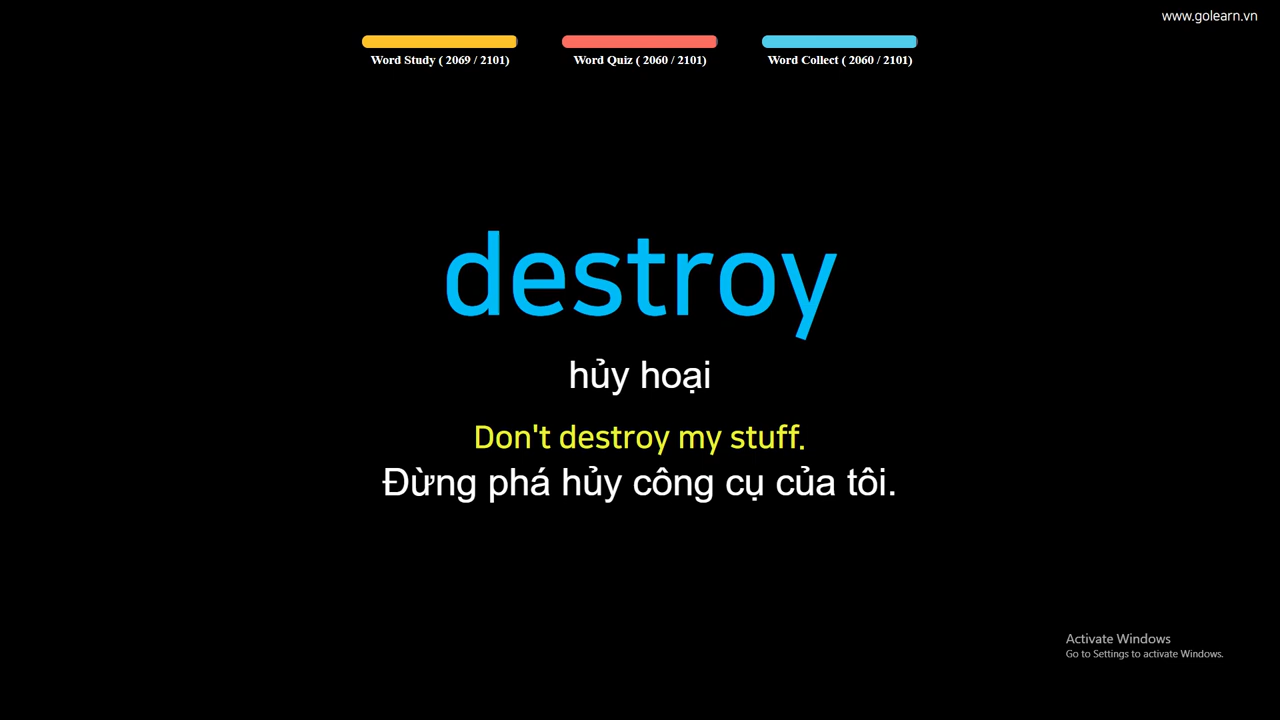 www.golearn.vn
Word Study ( 2069 / 2101) Word Quiz ( 2060 / 2101) Word Collect ( 2060 / 2101)
destroy
hủy hoại
Don't destroy my stuff.
Đừng phá hủy công cụ của tôi.
Activate Windows
Go to Settings to activate Windows.